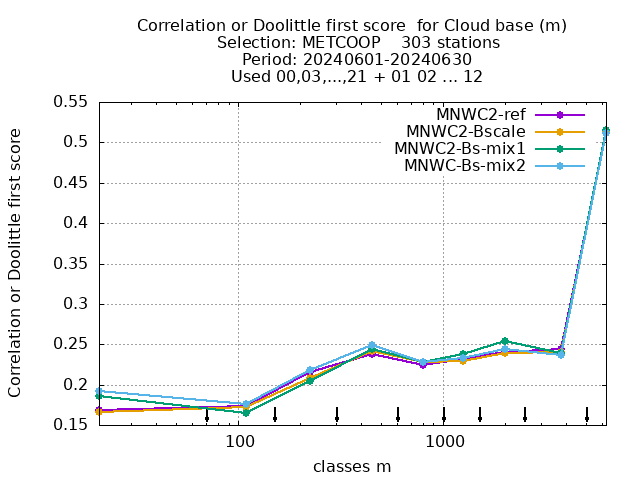 Correlation or Doolittle first score  for Cloud base (m)
Selection: METCOOP    303 stations
Period: 20240601-20240630
Used 00,03,...,21 + 01 02 ... 12
MNWC2-ref
MNWC2-Bscale
MNWC2-Bs-mix1
MNWC-Bs-mix2
Correlation or Doolittle first score
0.55
0.5
0.45
0.4
0.35
0.3
0.25
0.2
0.15
100 1000
classes m